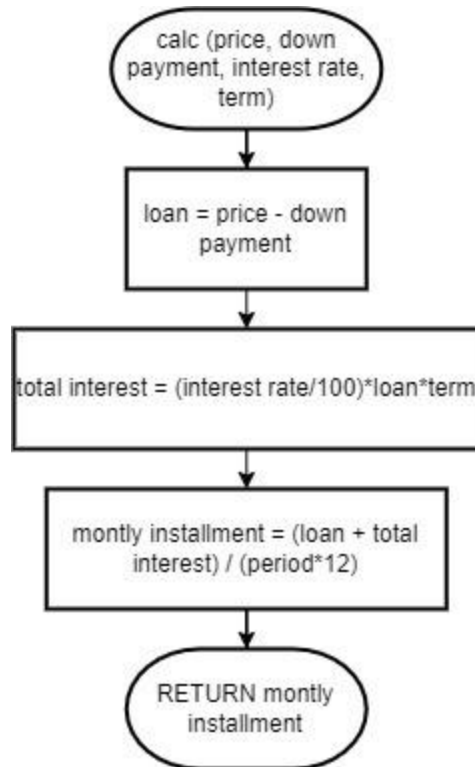 calc (price, down
payment, interest rate,
term)
loan = price - down
payment
total interest = (interest rate/100)*loan*term
montly installment = (loan + total
interest) / (period*12)
RETURN montly
installment